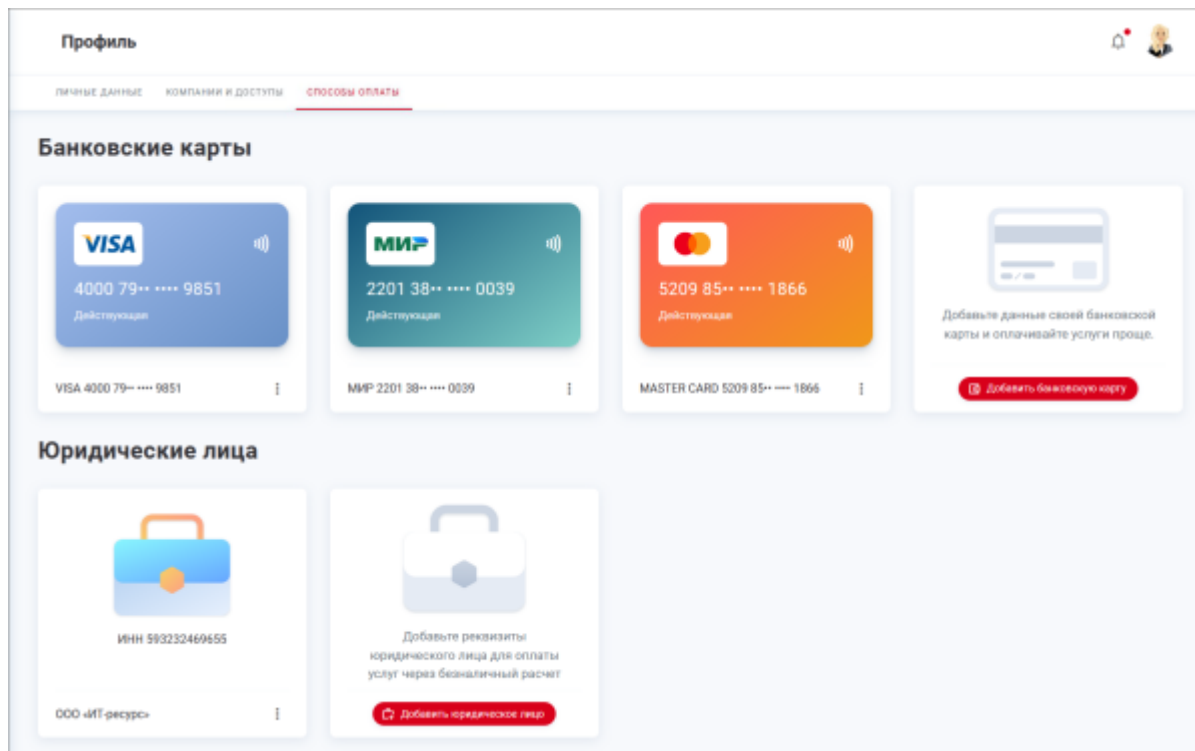 Профиль
ЛИЧНЫЕ ДАННЫЕ КОМПАНИИ И ДОСТУПЫ СПОСОБЫ ОПЛАТЫ
Банковские карты
VISA
4000 79•• •••• 9851
Действующая
VISA 4000 79•• •••• 9851
МИР
2201 38•• •••• 0039
Действующая
МИР 2201 38•• •••• 0039
5209 85•• •••• 1866
Действующая
MASTER CARD 5209 85•• •••• 1866
Добавьте данные своей банковской
карты и оплачивайте услуги проще.
Добавить банковскую карту
Юридические лица
ИНН 593232469655
ООО «ИТ-ресурс»
Добавьте реквизиты
юридического лица для оплаты
услуг через безналичный расчет
Добавить юридическое лицо